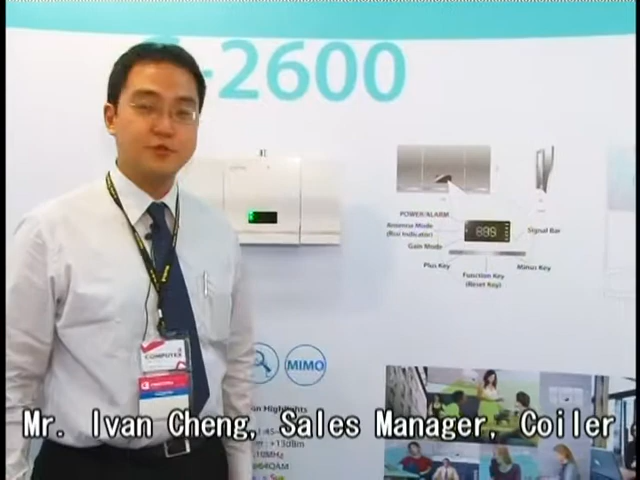 -2600
POWER/ALARM
Antenna Mode
(Rssi Indicator)
Gain Mode
Signal Bar
Plus Key
Minus Key
Function Key
(Reset Key)
MIMO
COMPUTEX
Highlights
Mr. Ivan Cheng, Sales Manager, Coiler